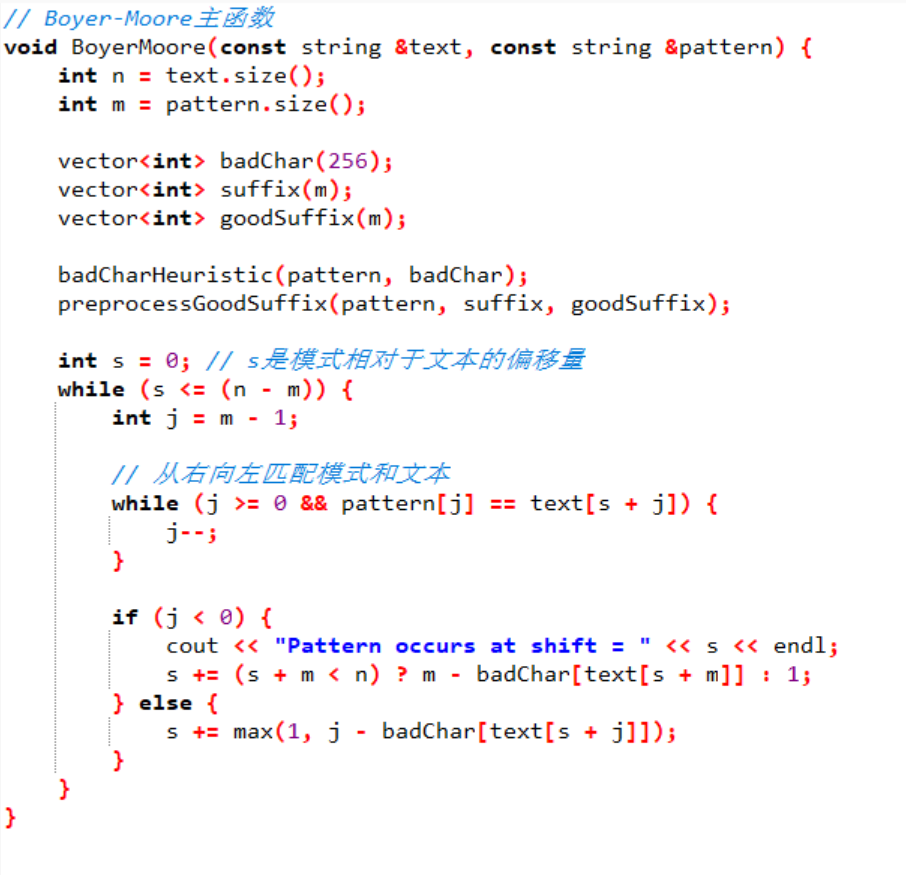 // Boyer-Moore主函数
void BoyerMoore(const string &text, const string &pattern) {
    int n = text.size();
    int m = pattern.size();

    vector<int> badChar(256);
    vector<int> suffix(m);
    vector<int> goodSuffix(m);

    badCharHeuristic(pattern, badChar);
    preprocessGoodSuffix(pattern, suffix, goodSuffix);

    int s = 0; // s是模式相对于文本的偏移量
    while (s <= (n - m)) {
        int j = m - 1;

        // 从右向左匹配模式和文本
        while (j >= 0 && pattern[j] == text[s + j]) {
            j--;
        }

        if (j < 0) {
            cout << "Pattern occurs at shift = " << s << endl;
            s += (s + m < n) ? m - badChar[text[s + m]] : 1;
        } else {
            s += max(1, j - badChar[text[s + j]]);
        }
    }
}